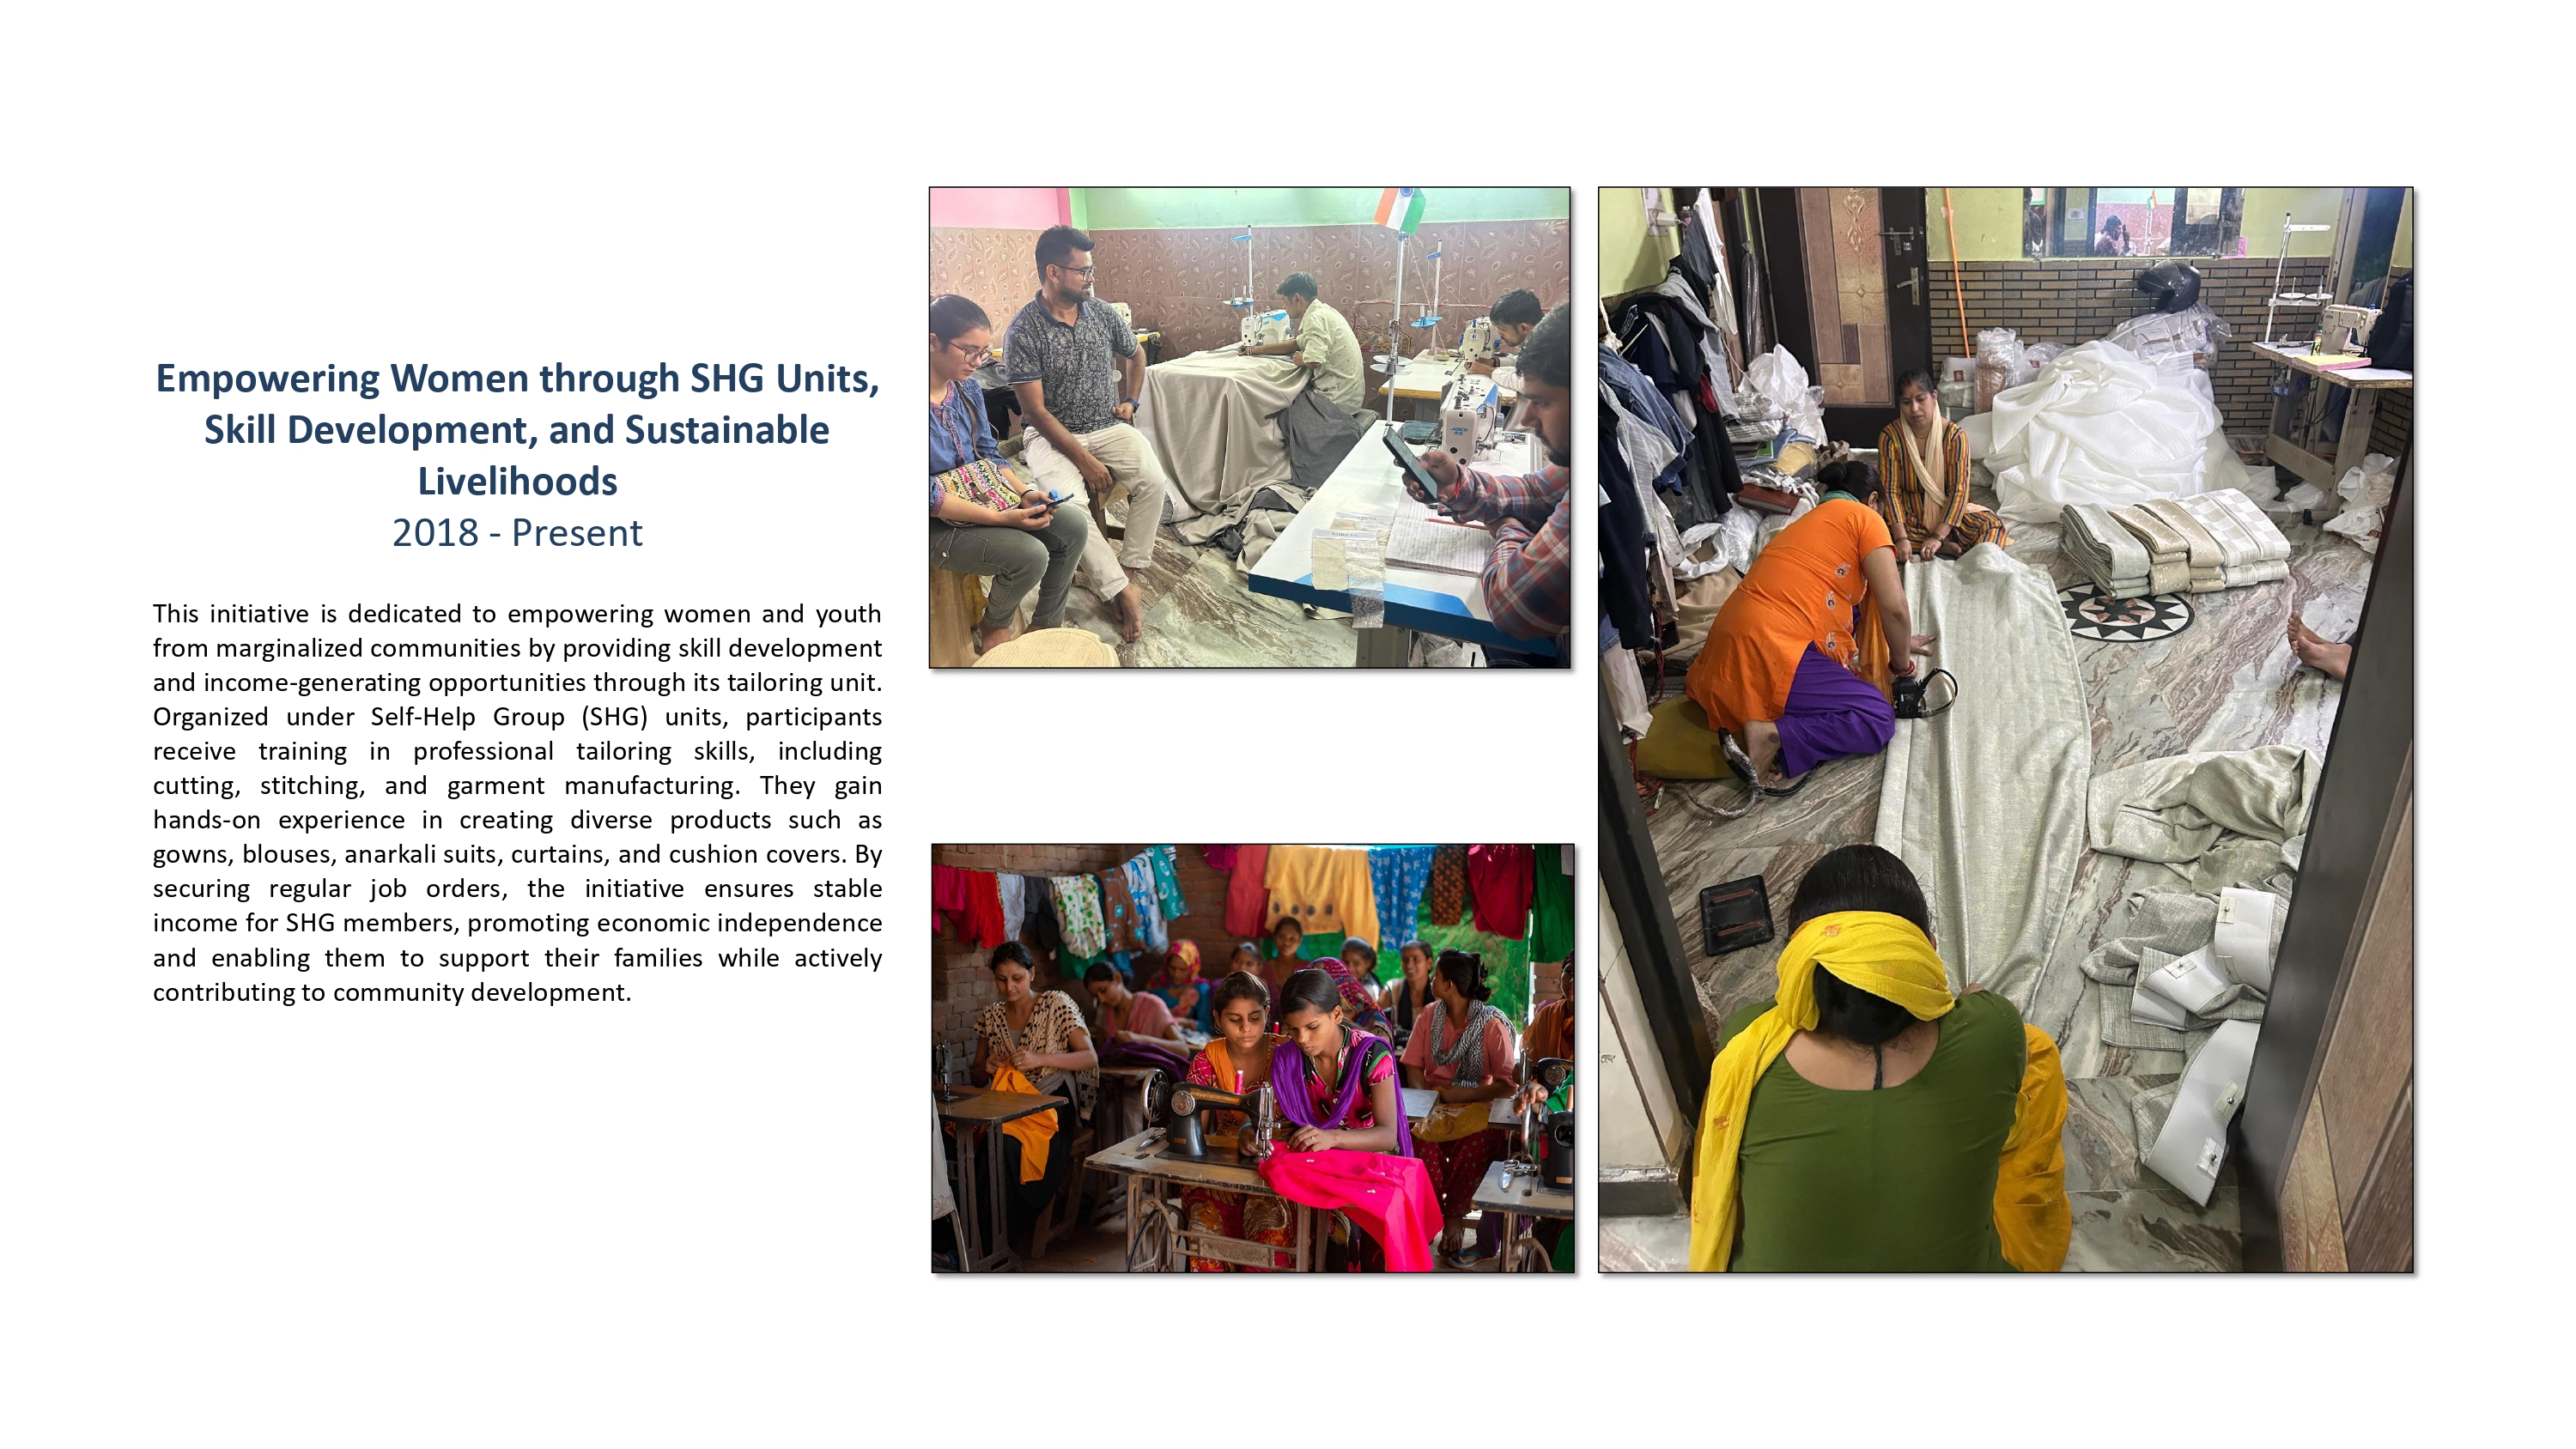 Empowering Women through SHG Units,
Skill Development, and Sustainable
Livelihoods
2018 - Present
This initiative is dedicated to empowering women and youth
from marginalized communities by providing skill development
and income-generating opportunities through its tailoring unit.
Organized under Self-Help Group (SHG) units, participants
receive training in professional tailoring skills, including
cutting, stitching, and garment manufacturing. They gain
hands-on experience in creating diverse products such as
gowns, blouses, anarkali suits, curtains, and cushion covers. By
securing regular job orders, the initiative ensures stable
income for SHG members, promoting economic independence
and enabling them to support their families while actively
contributing to community development.